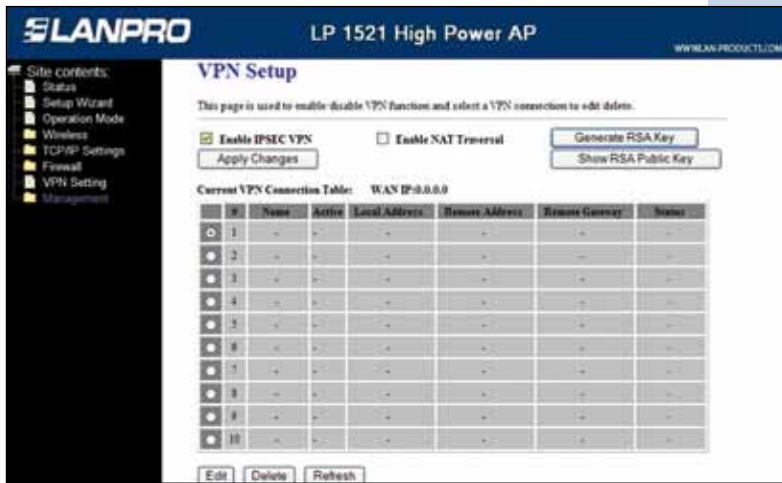 LANPRO
LP 1521 High Power AP
WWW.LAN-PRODUCTS.COM
Site contents:
Status
Setup Wizard
Operation Mode
Wireless
TCP/IP Settings
Firewall
VPN Setting
Management
VPN Setup
This page is used to enable/disable VPN function and select a VPN connection to edit/delete.
Enable IPSEC VPN Enable NAT Traversal Generate RSA Key
Apply Changes Show RSA Public Key
Current VPN Connection Table: WAN IP:0.0.0.0
# Name Active Local Address Remote Address Remote Gateway Status
1 - - - - - -
2 - - - - - -
3 - - - - - -
4 - - - - - -
5 - - - - - -
6 - - - - - -
7 - - - - - -
8 - - - - - -
9 - - - - - -
10 - - - - - -
Edit Delete Refresh